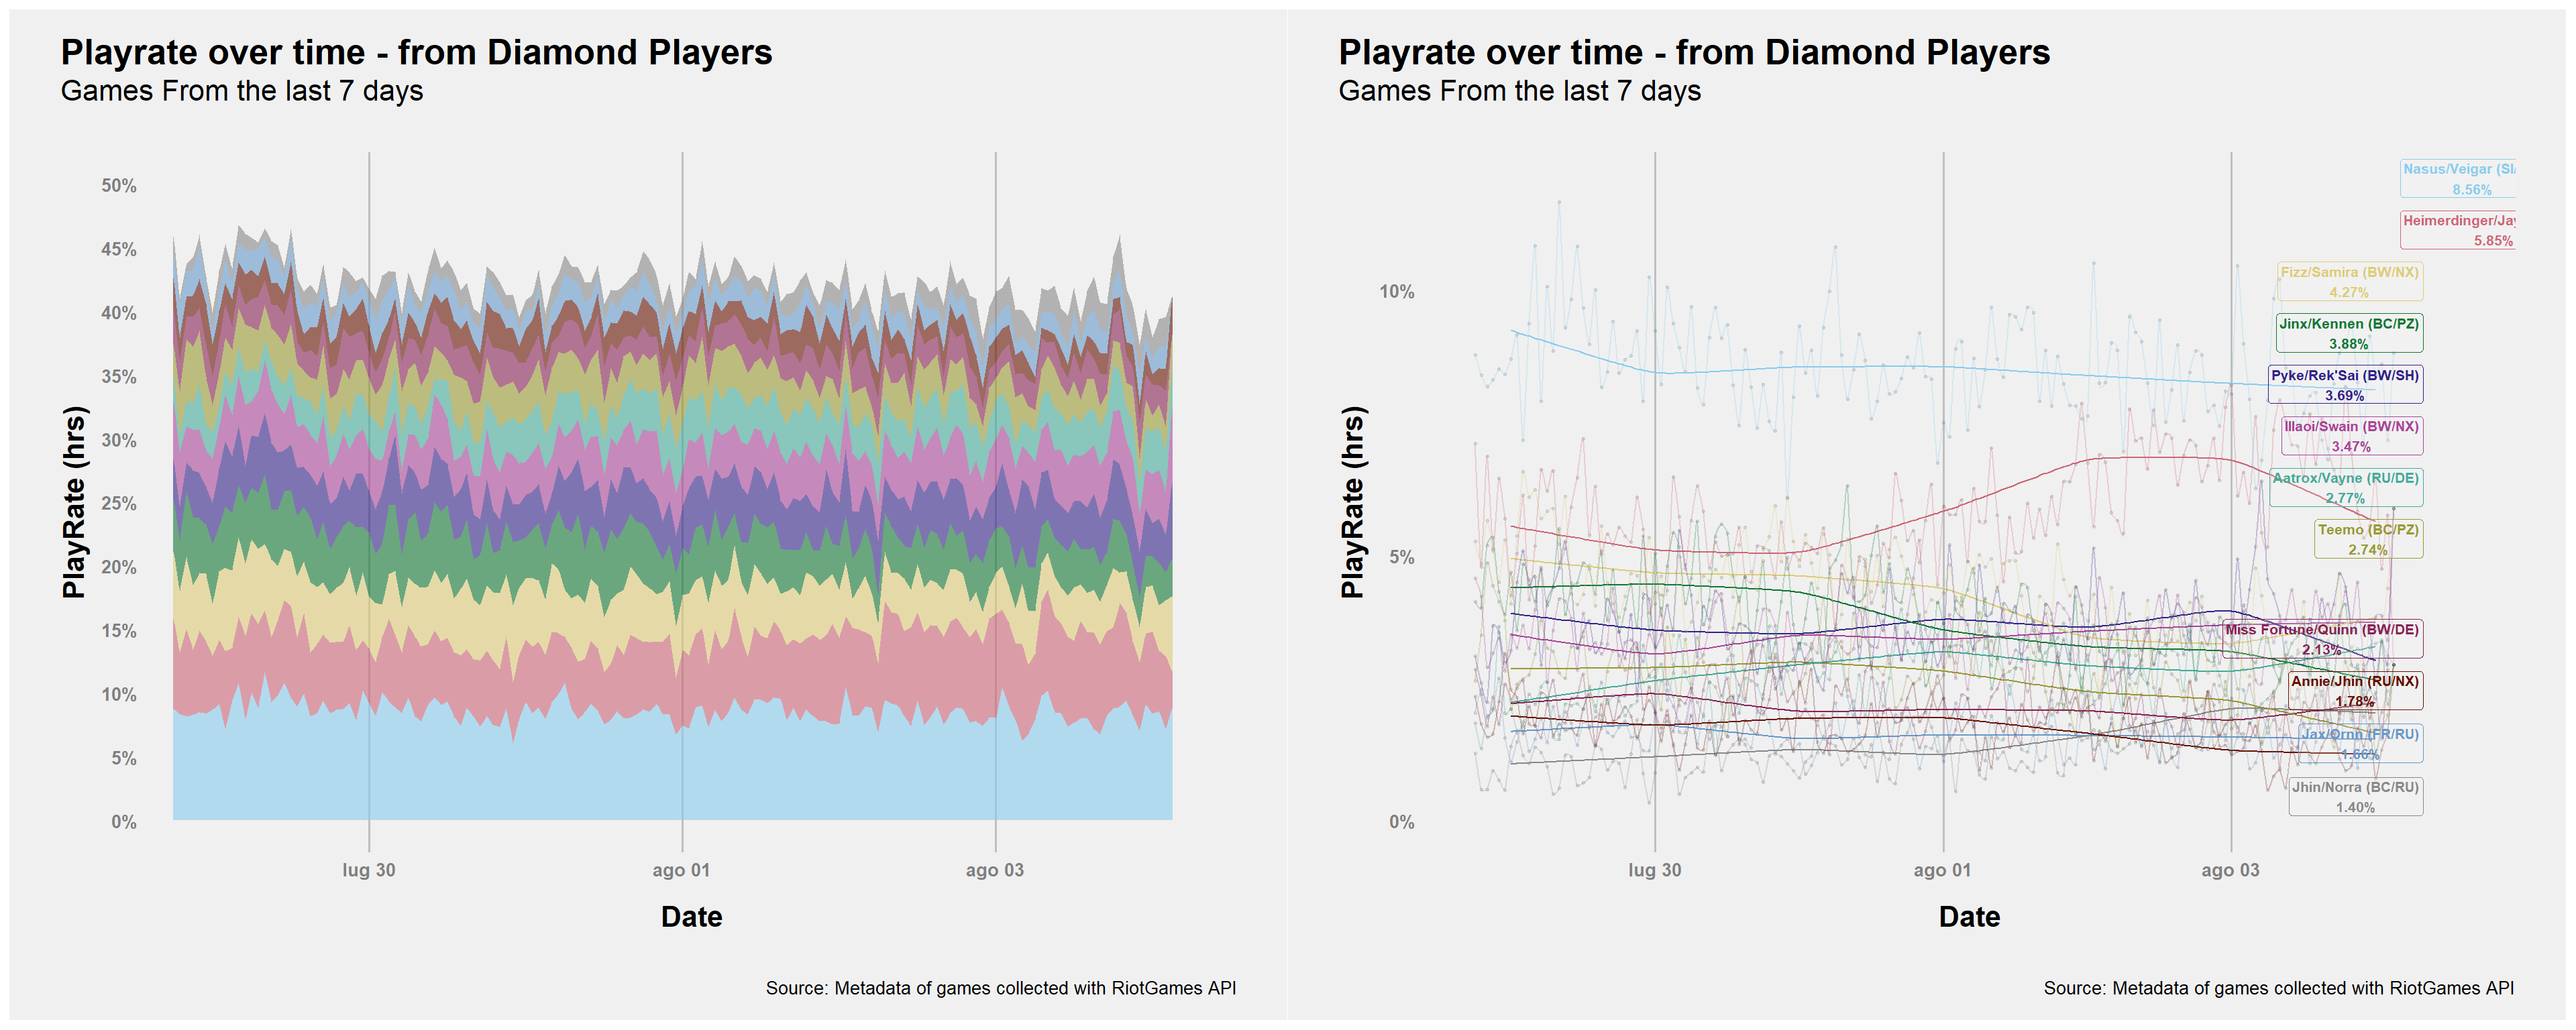 Playrate over time - from Diamond Players
Games From the last 7 days
50%
45%
40%
35%
30%
25%
20%
15%
10%
5%
0%
PlayRate (hrs)
lug 30
ago 01
ago 03
Date
Source: Metadata of games collected with RiotGames API
Playrate over time - from Diamond Players
Games From the last 7 days
10%
5%
0%
PlayRate (hrs)
Nasus/Veigar
8.56%
5.85%
Fizz/Samira (BW/NX)
4.27%
Jinx/Kennen (BC/PZ)
3.88%
Pyke/Rek'Sai (BW/SH)
3.69%
Illaoi/Swain (BW/NX)
3.47%
Aatrox/Vayne (RU/DE)
2.77%
Teemo (BC/PZ)
2.74%
Miss Fortune/Quinn (BW/DE)
2.13%
Annie/Jhin (RU/NX)
1.78%
Jax/Ornn (FR/RU)
1.66%
Jhin/Norra (BC/RU)
1.40%
lug 30
ago 01
ago 03
Date
Source: Metadata of games collected with RiotGames API